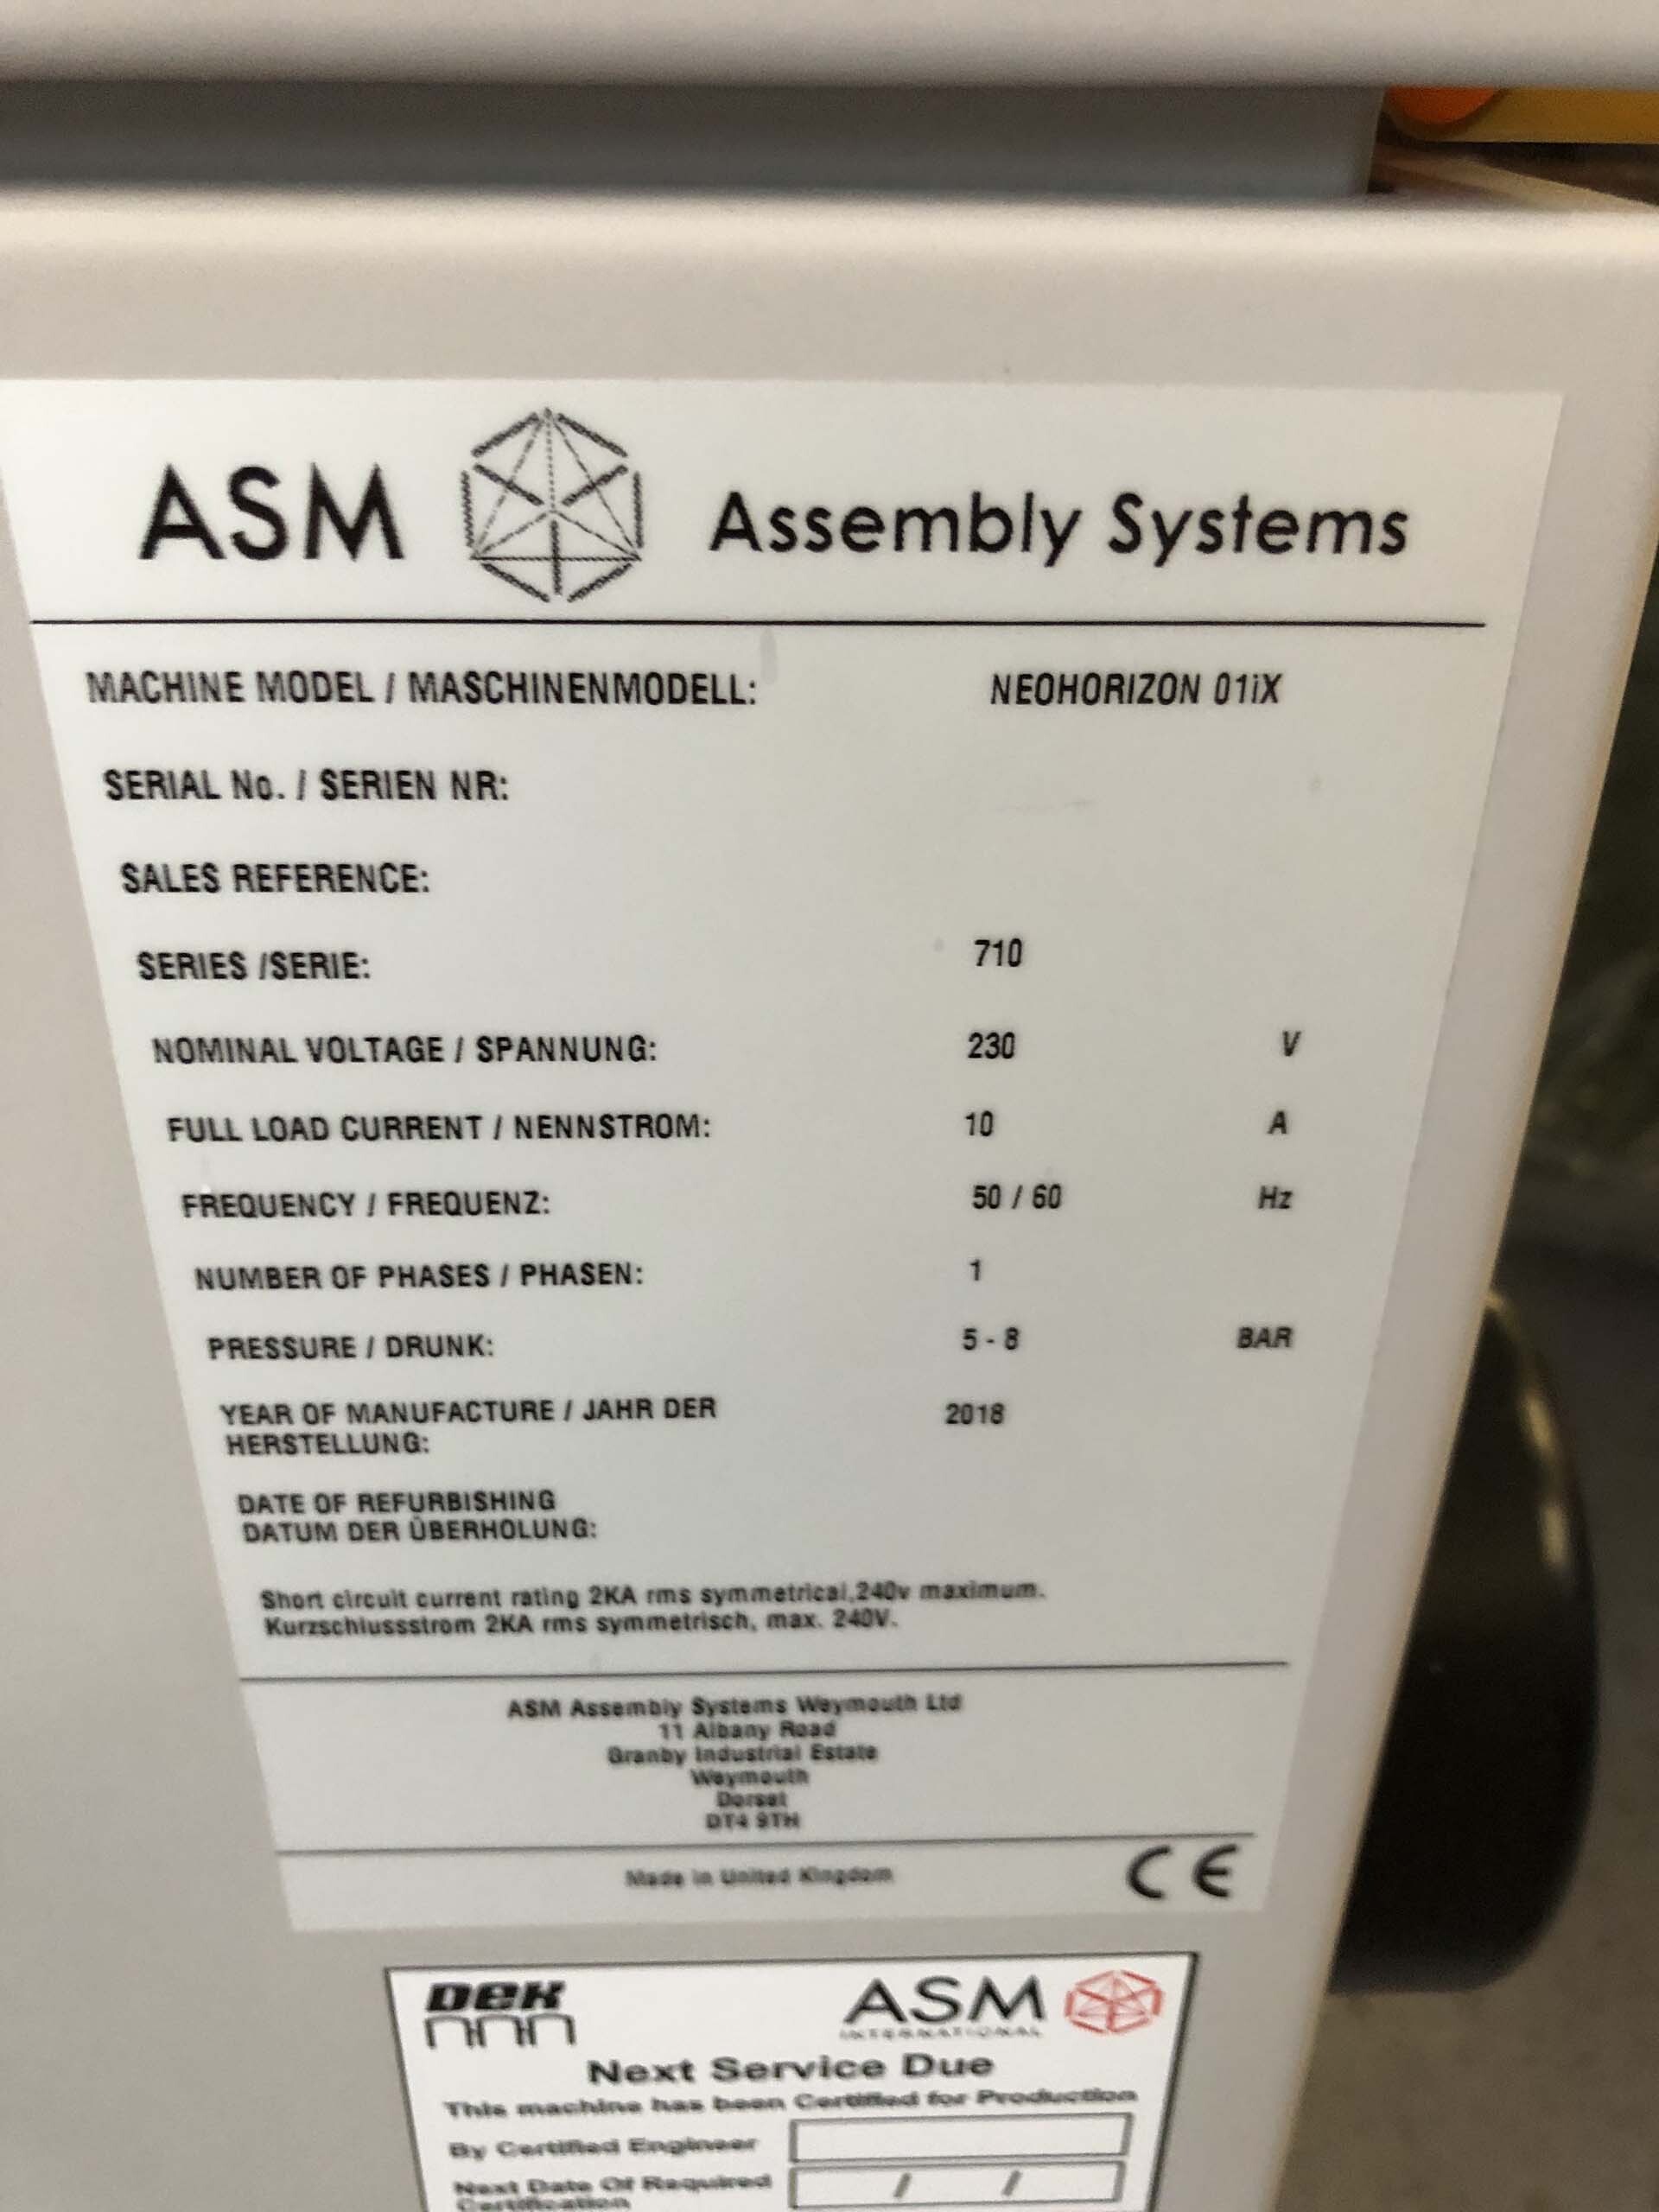 ASM Assembly Systems
MACHINE MODEL / MASCHINENMODELL: NEOHORIZON 01iX
SERIAL No. / SERIEN NR:
SALES REFERENCE:
SERIES /SERIE: 710
NOMINAL VOLTAGE / SPANNUNG: 230 V
FULL LOAD CURRENT / NENNSTROM: 10 A
FREQUENCY / FREQUENZ: 50 / 60 Hz
NUMBER OF PHASES / PHASEN: 1
PRESSURE / DRUNK: 5 - 8 BAR
YEAR OF MANUFACTURE / JAHR DER 2018
HERSTELLUNG:
DATE OF REFURBISHING
DATUM DER ÜBERHOLUNG:
Short circuit current rating 2KA rms symmetrical,240v maximum.
Kurzschlussstrom 2KA rms symmetrisch, max. 240V.
ASM Assembly Systems Weymouth Ltd
11 Albany Road
Granby Industrial Estate
Weymouth
Dorset
DT4 9TH
Made in United Kingdom CE
DEK ASM
INTERNATIONAL
Next Service Due
This machine has been Certified for Production
By Certified Engineer
Next Date Of Required / /
Certification